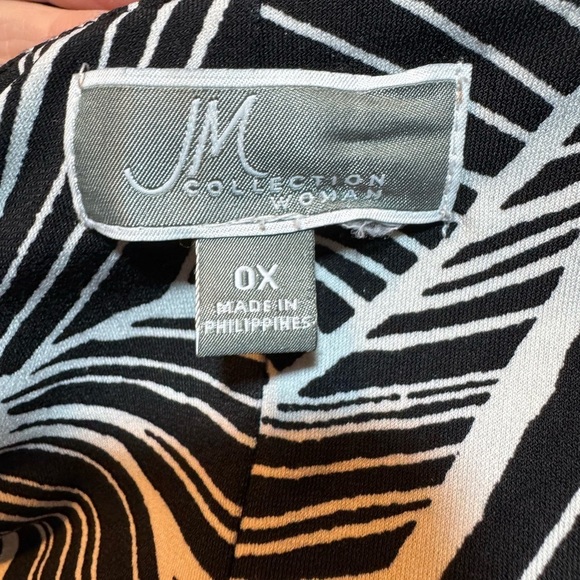 JM
COLLECTION
WOMAN
0X
MADE IN
PHILIPPINES